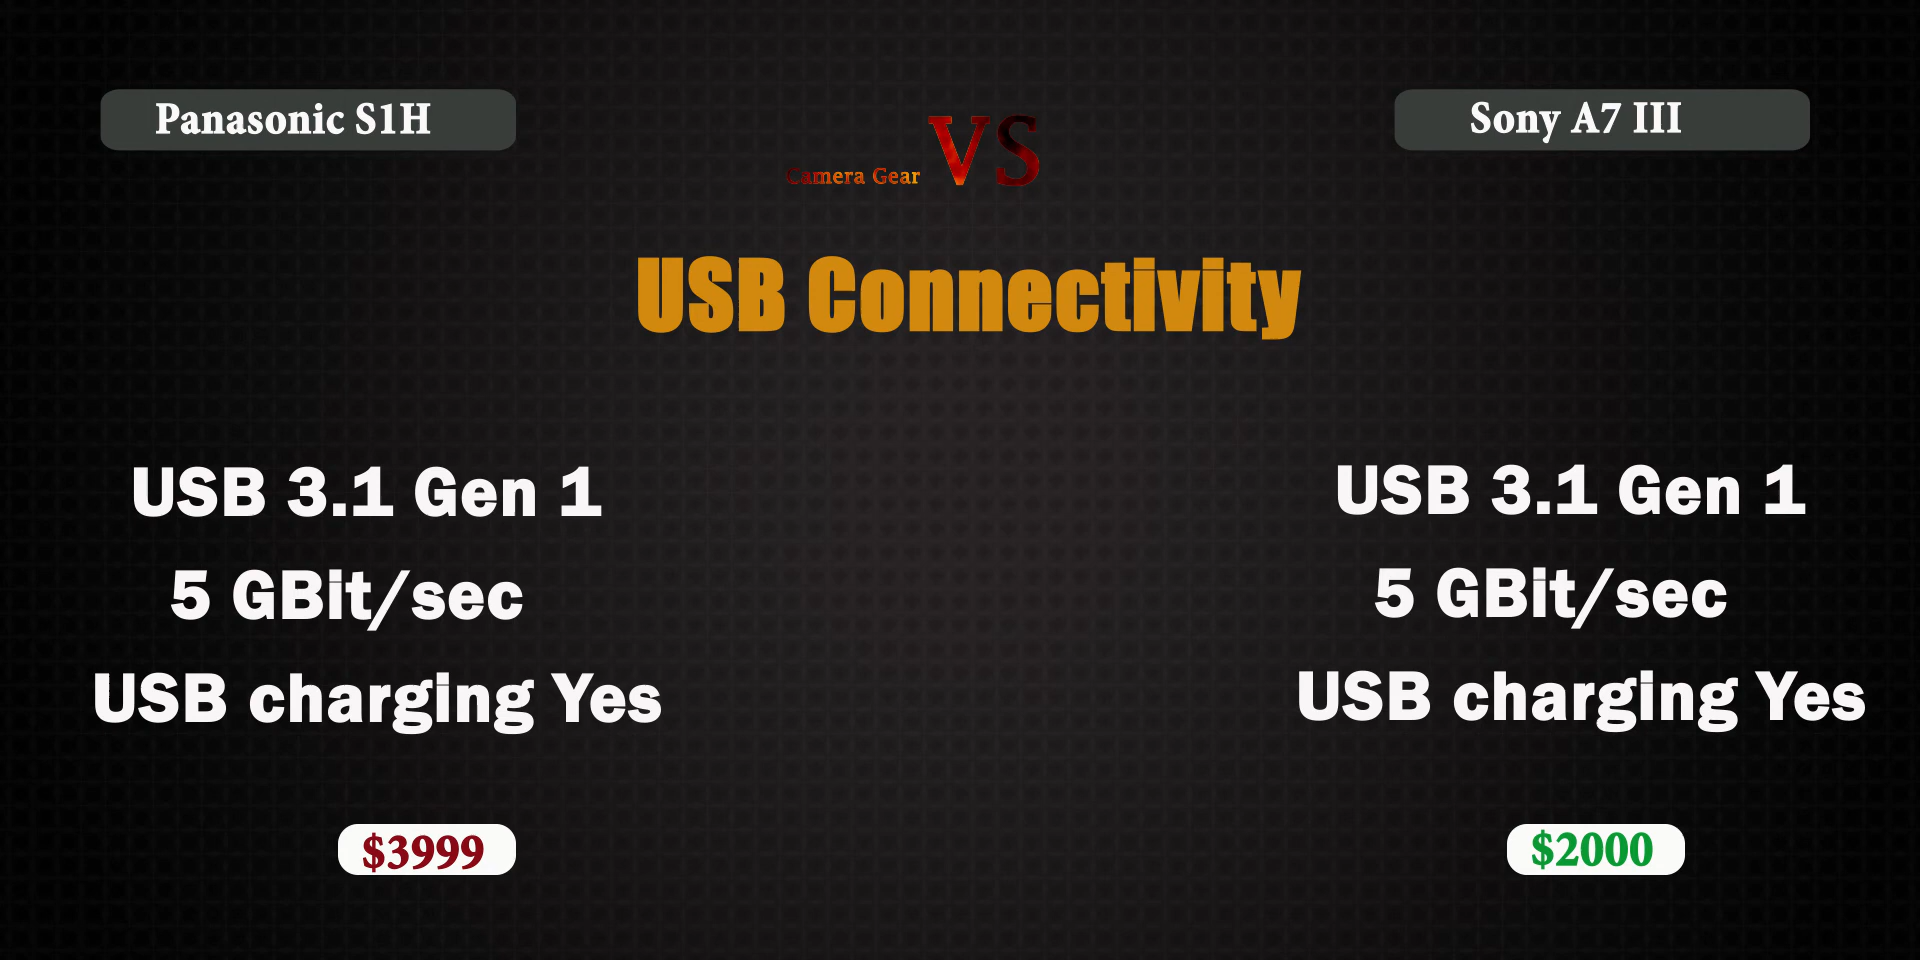 Panasonic S1H
Camera Gear VS
Sony A7 III
USB Connectivity
USB 3.1 Gen 1
5 GBit/sec
USB charging Yes
$3999
USB 3.1 Gen 1
5 GBit/sec
USB charging Yes
$2000